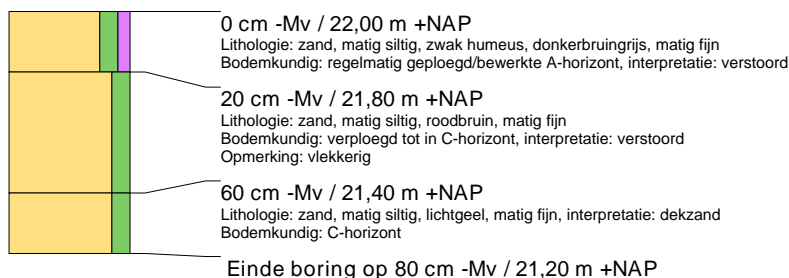 0 cm -Mv / 22,00 m +NAP
Lithologie: zand, matig siltig, zwak humeus, donkerbruingrijs, matig fijn
Bodemkundig: regelmatig geploegd/bewerkte A-horizont, interpretatie: verstoord
20 cm -Mv / 21,80 m +NAP
Lithologie: zand, matig siltig, roodbruin, matig fijn
Bodemkundig: verploegd tot in C-horizont, interpretatie: verstoord
Opmerking: vlekkerig
60 cm -Mv / 21,40 m +NAP
Lithologie: zand, matig siltig, lichtgeel, matig fijn, interpretatie: dekzand
Bodemkundig: C-horizont
Einde boring op 80 cm -Mv / 21,20 m +NAP